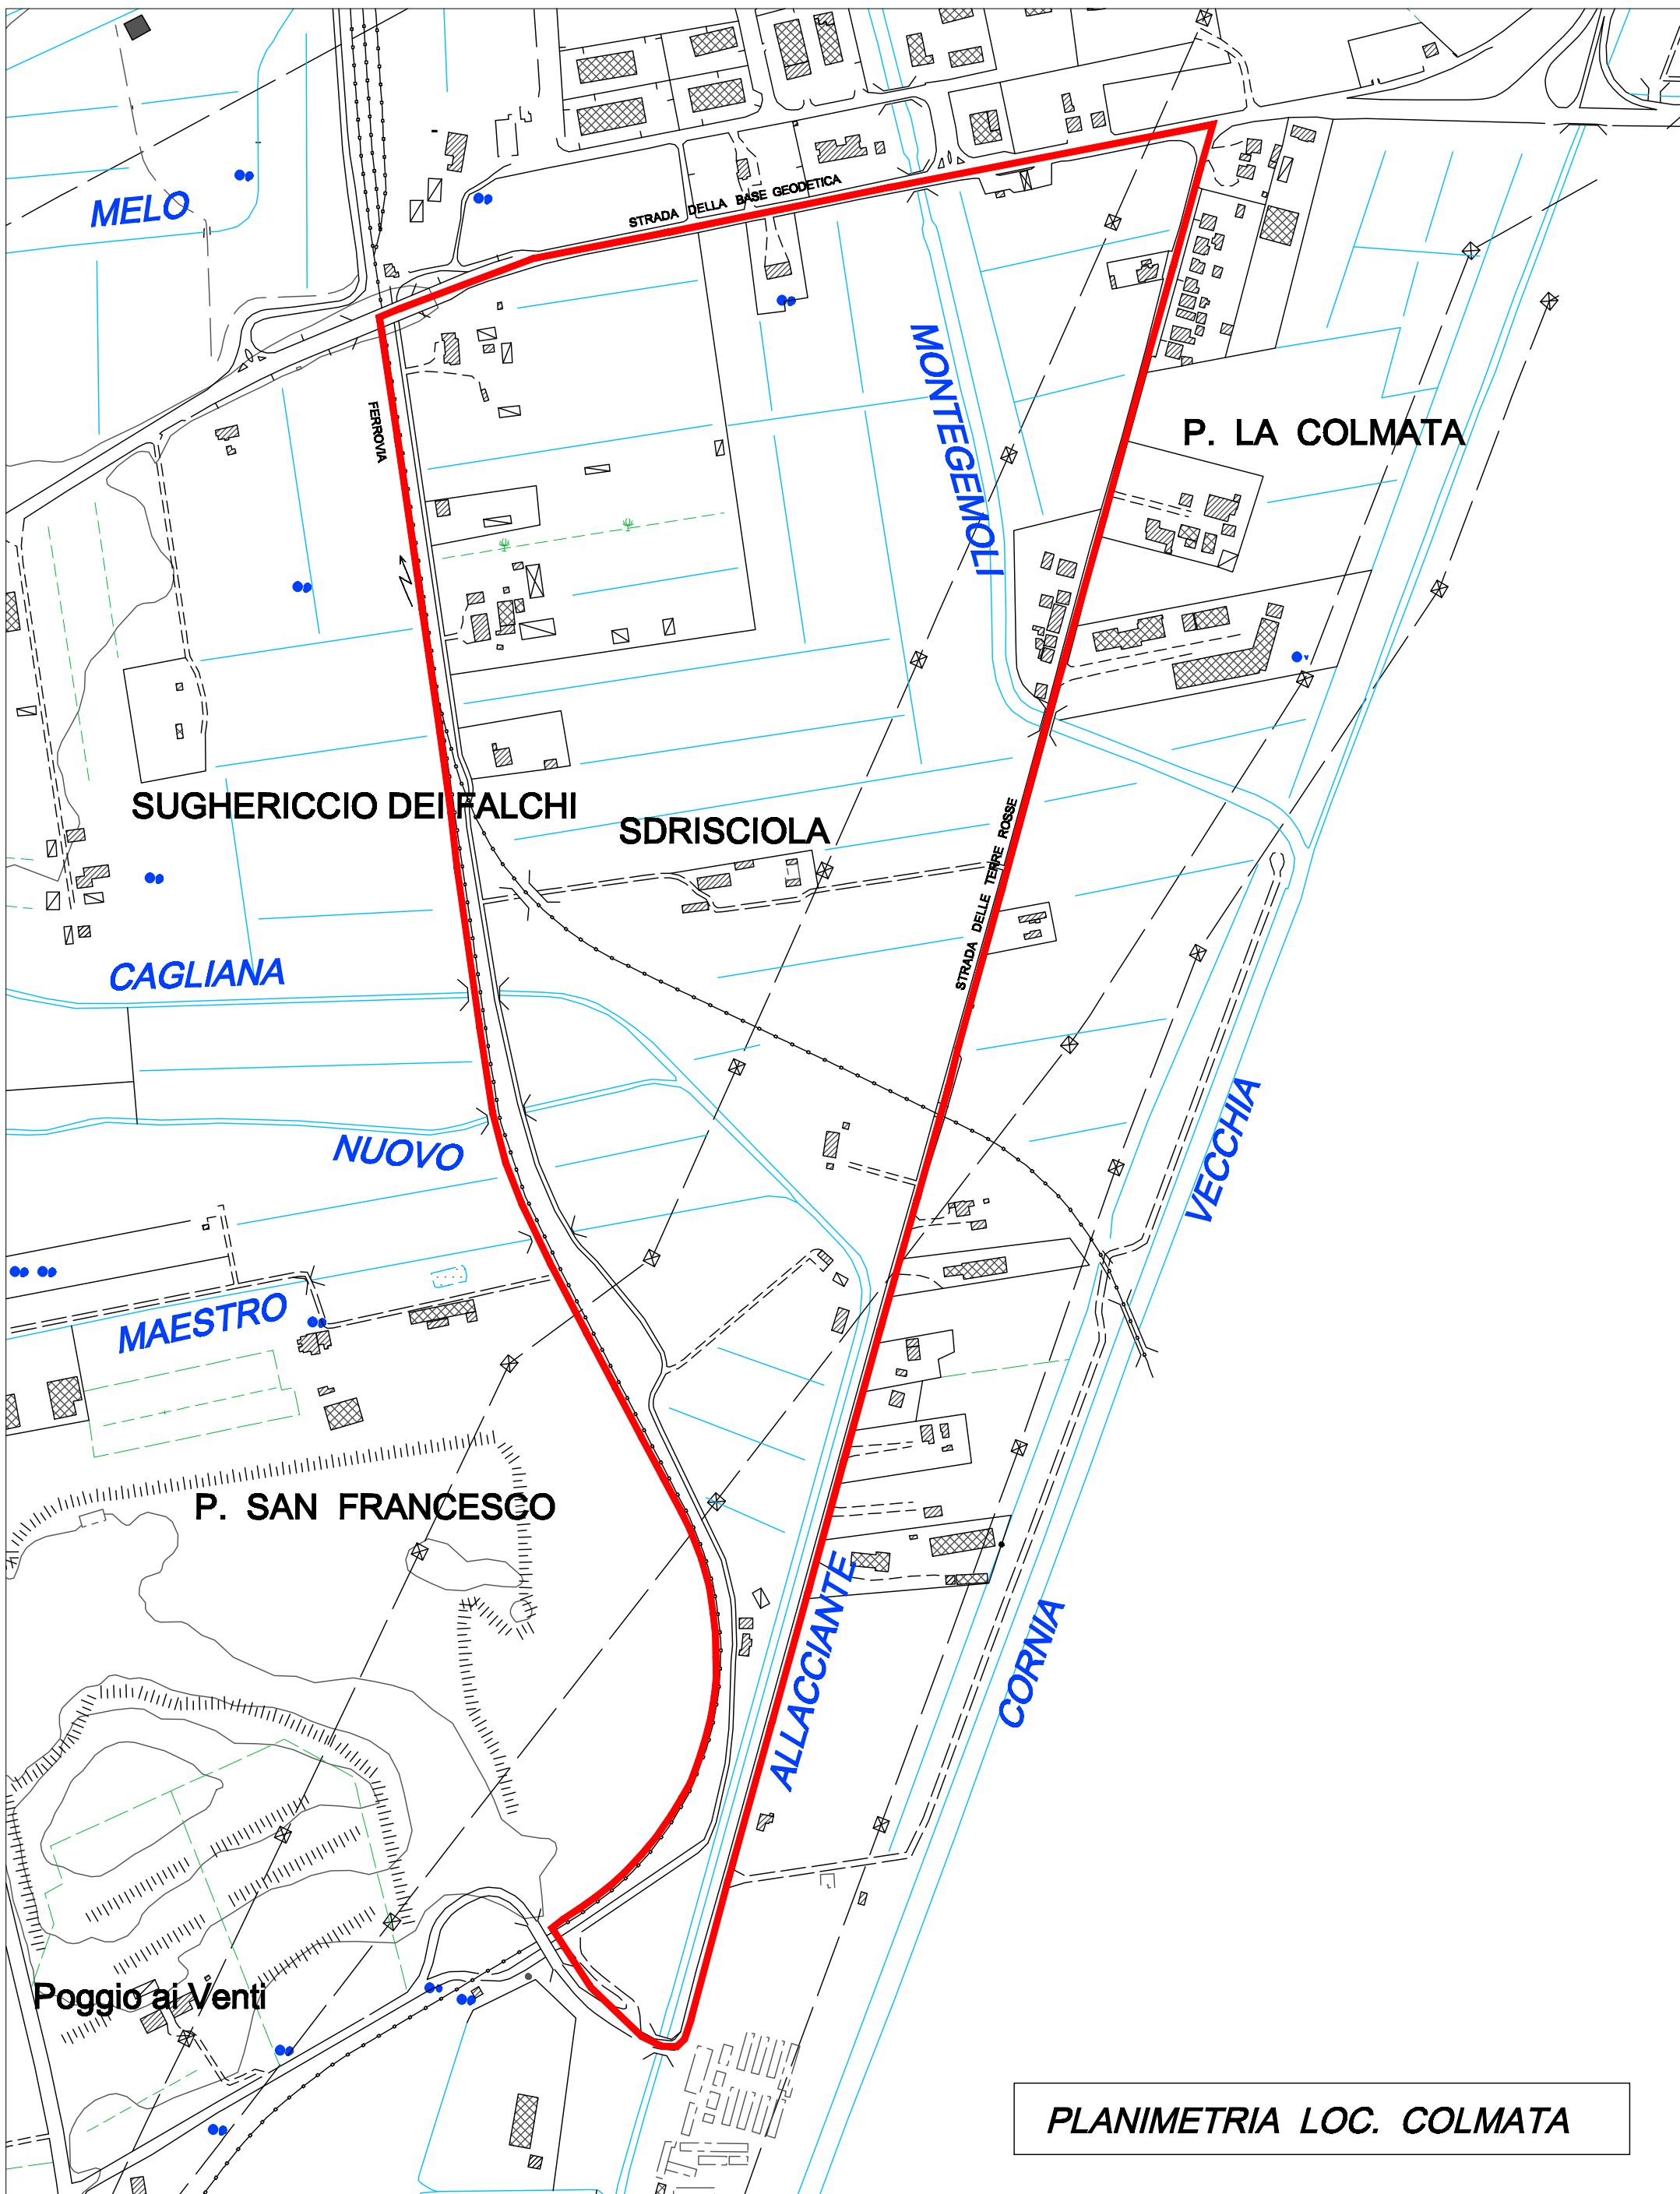 MELO
STRADA DELLA BASE GEODETICA
FERROVIA
MONTEGEMOLI
P. LA COLMATA
SUGHERICCIO DEI FALCHI
SDRISCIOLA
STRADA DELLE TERRE ROSSE
CAGLIANA
NUOVO
VECCHIA
MAESTRO
P. SAN FRANCESCO
ALLACCIANTE
CORNIA
Poggio ai Venti
PLANIMETRIA LOC. COLMATA